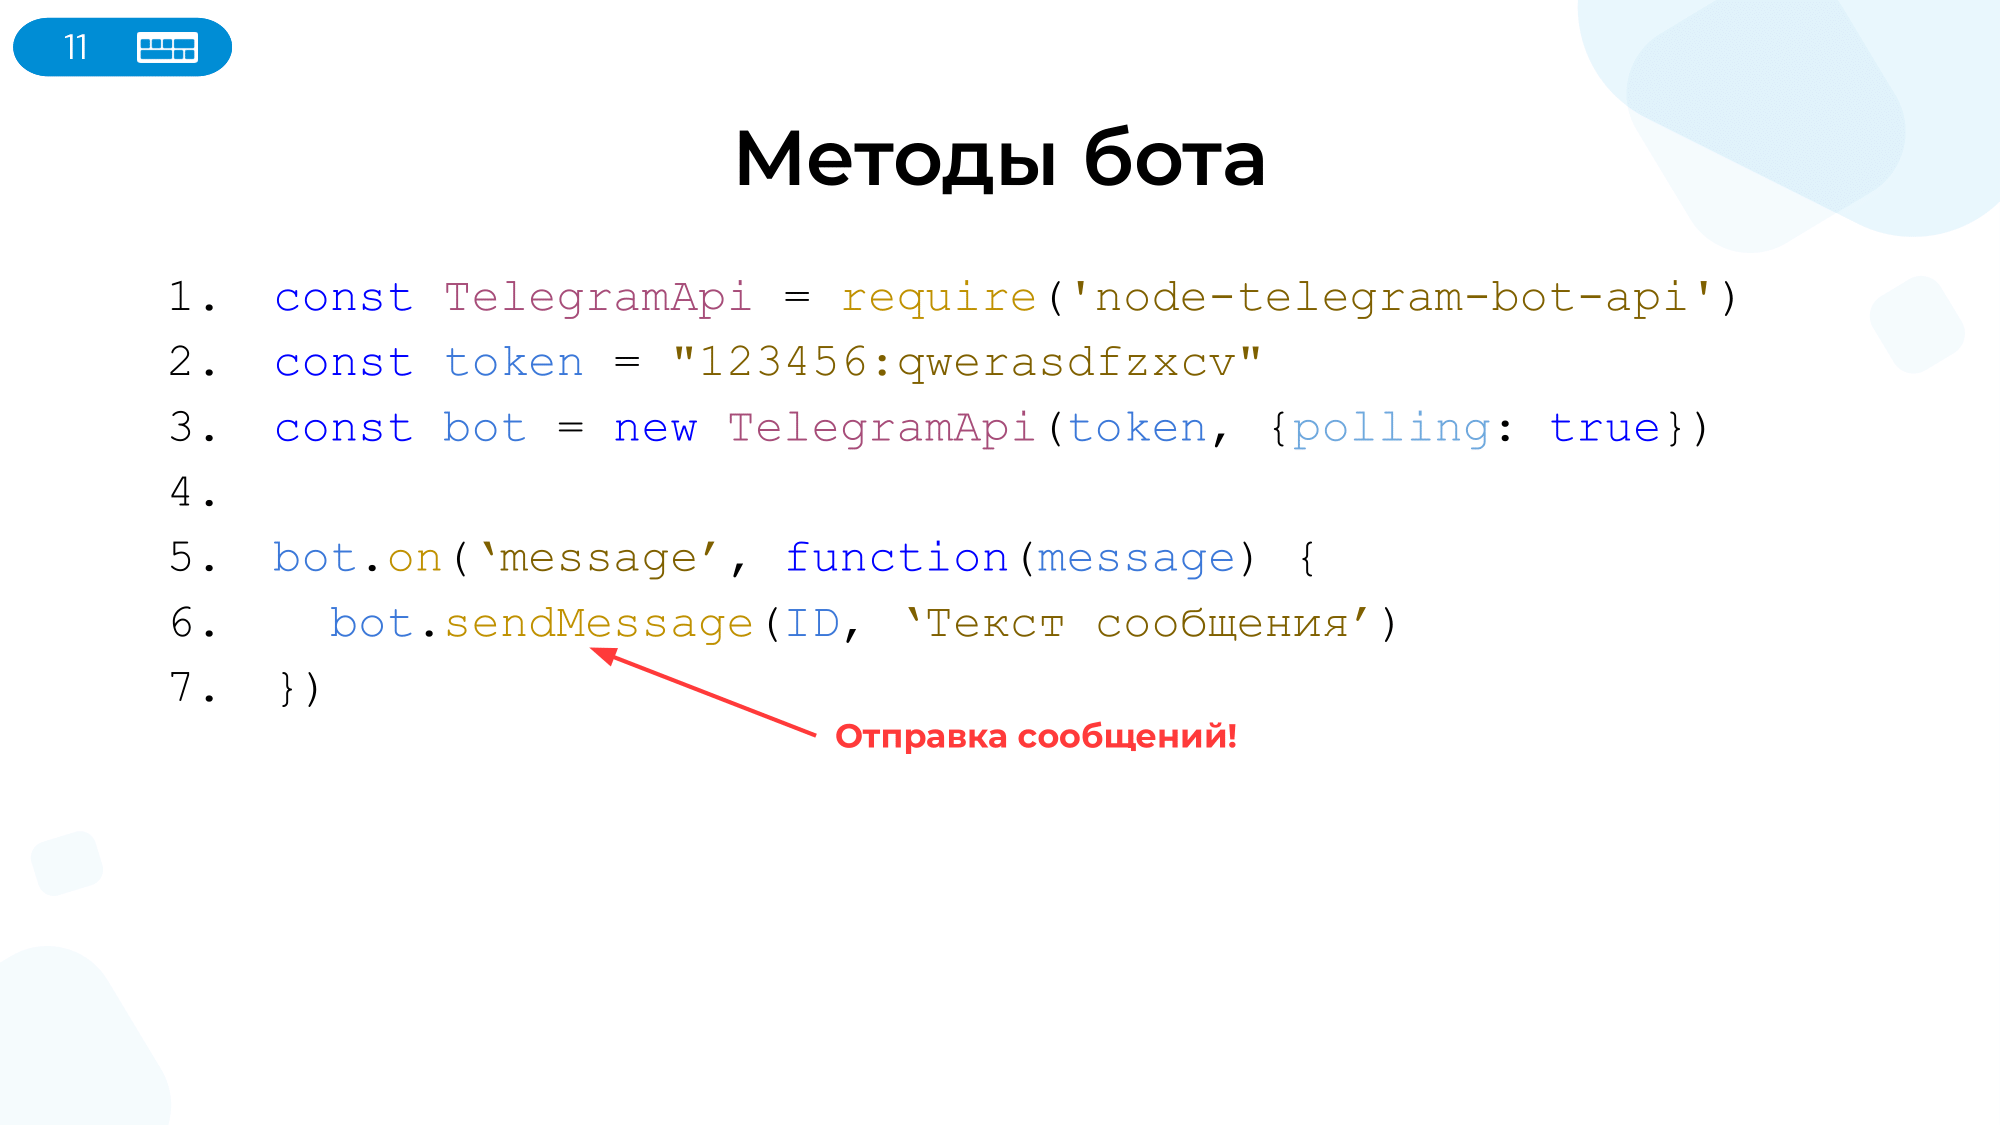 11
Методы бота
1. const TelegramApi = require('node-telegram-bot-api')
2. const token = "123456:qwerasdfzxcv"
3. const bot = new TelegramApi(token, {polling: true})
4.
5. bot.on(‘message’, function(message) {
6. bot.sendMessage(ID, ‘Текст сообщения’)
7. })
Отправка сообщений!